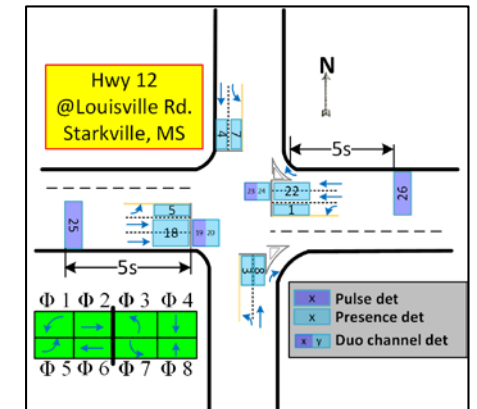 Hwy 12
@Louisville Rd.
Starkville, MS
N
4 7
5s
23 24 22
1
26
5
25
18 19 20
3 8
5s
Φ 1 Φ 2 Φ 3 Φ 4
Φ 5 Φ 6 Φ 7 Φ 8
x Pulse det
x Presence det
x y Duo channel det